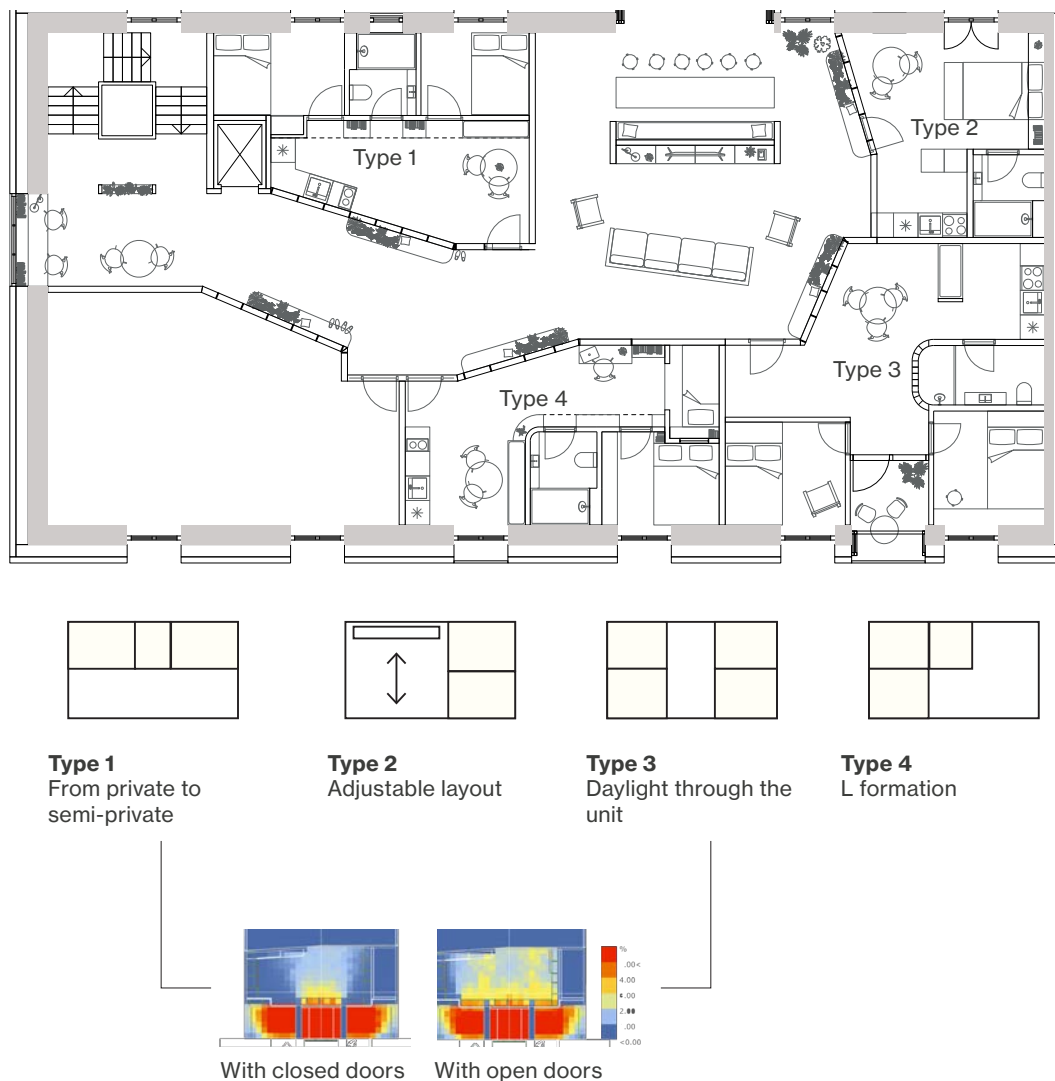 Type 1
Type 2
Type 3
Type 4
Type 1
From private to
semi-private
Type 2
Adjustable layout
Type 3
Daylight through the
unit
Type 4
L formation
%
4.00
<0.00
With closed doors
With open doors